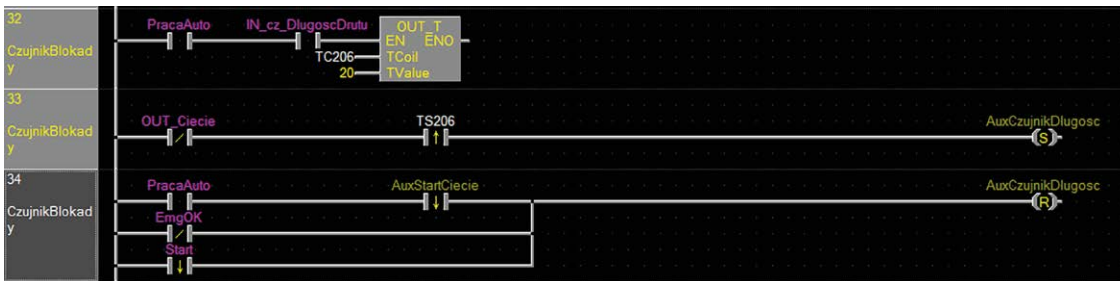 32
PracaAuto IN_cz_DlugoscDrutu OUT_T
EN ENO
CzujnikBlokad
y
TC206 TCoil
20 TValue
33
OUT_Ciecie TS206 AuxCzujnikDlugosc
CzujnikBlokad
y
S
34
PracaAuto AuxStartCiecie AuxCzujnikDlugosc
R
CzujnikBlokad
y
EmgOK
Start